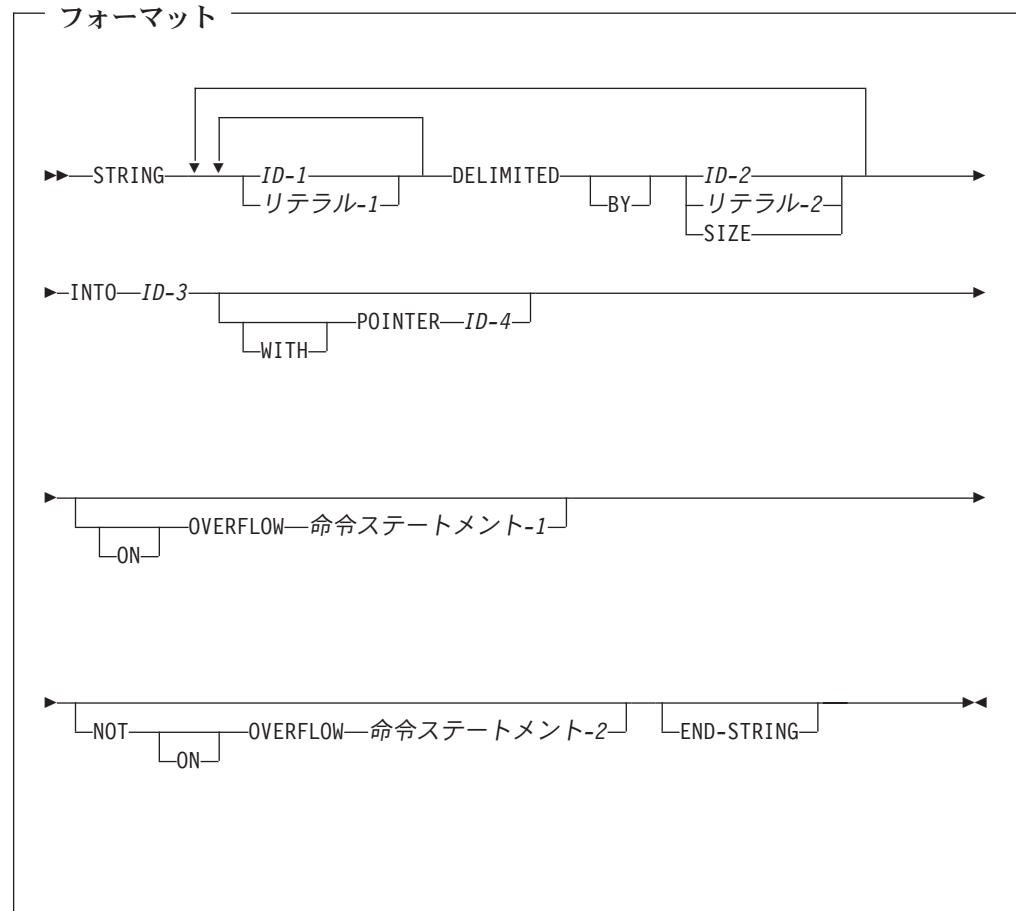 フォーマット
STRING ID-1 DELIMITED BY ID-2
リテラル-1 リテラル-2
SIZE
INTO ID-3 WITH POINTER ID-4
ON OVERFLOW 命令ステートメント-1
NOT ON OVERFLOW 命令ステートメント-2 END-STRING